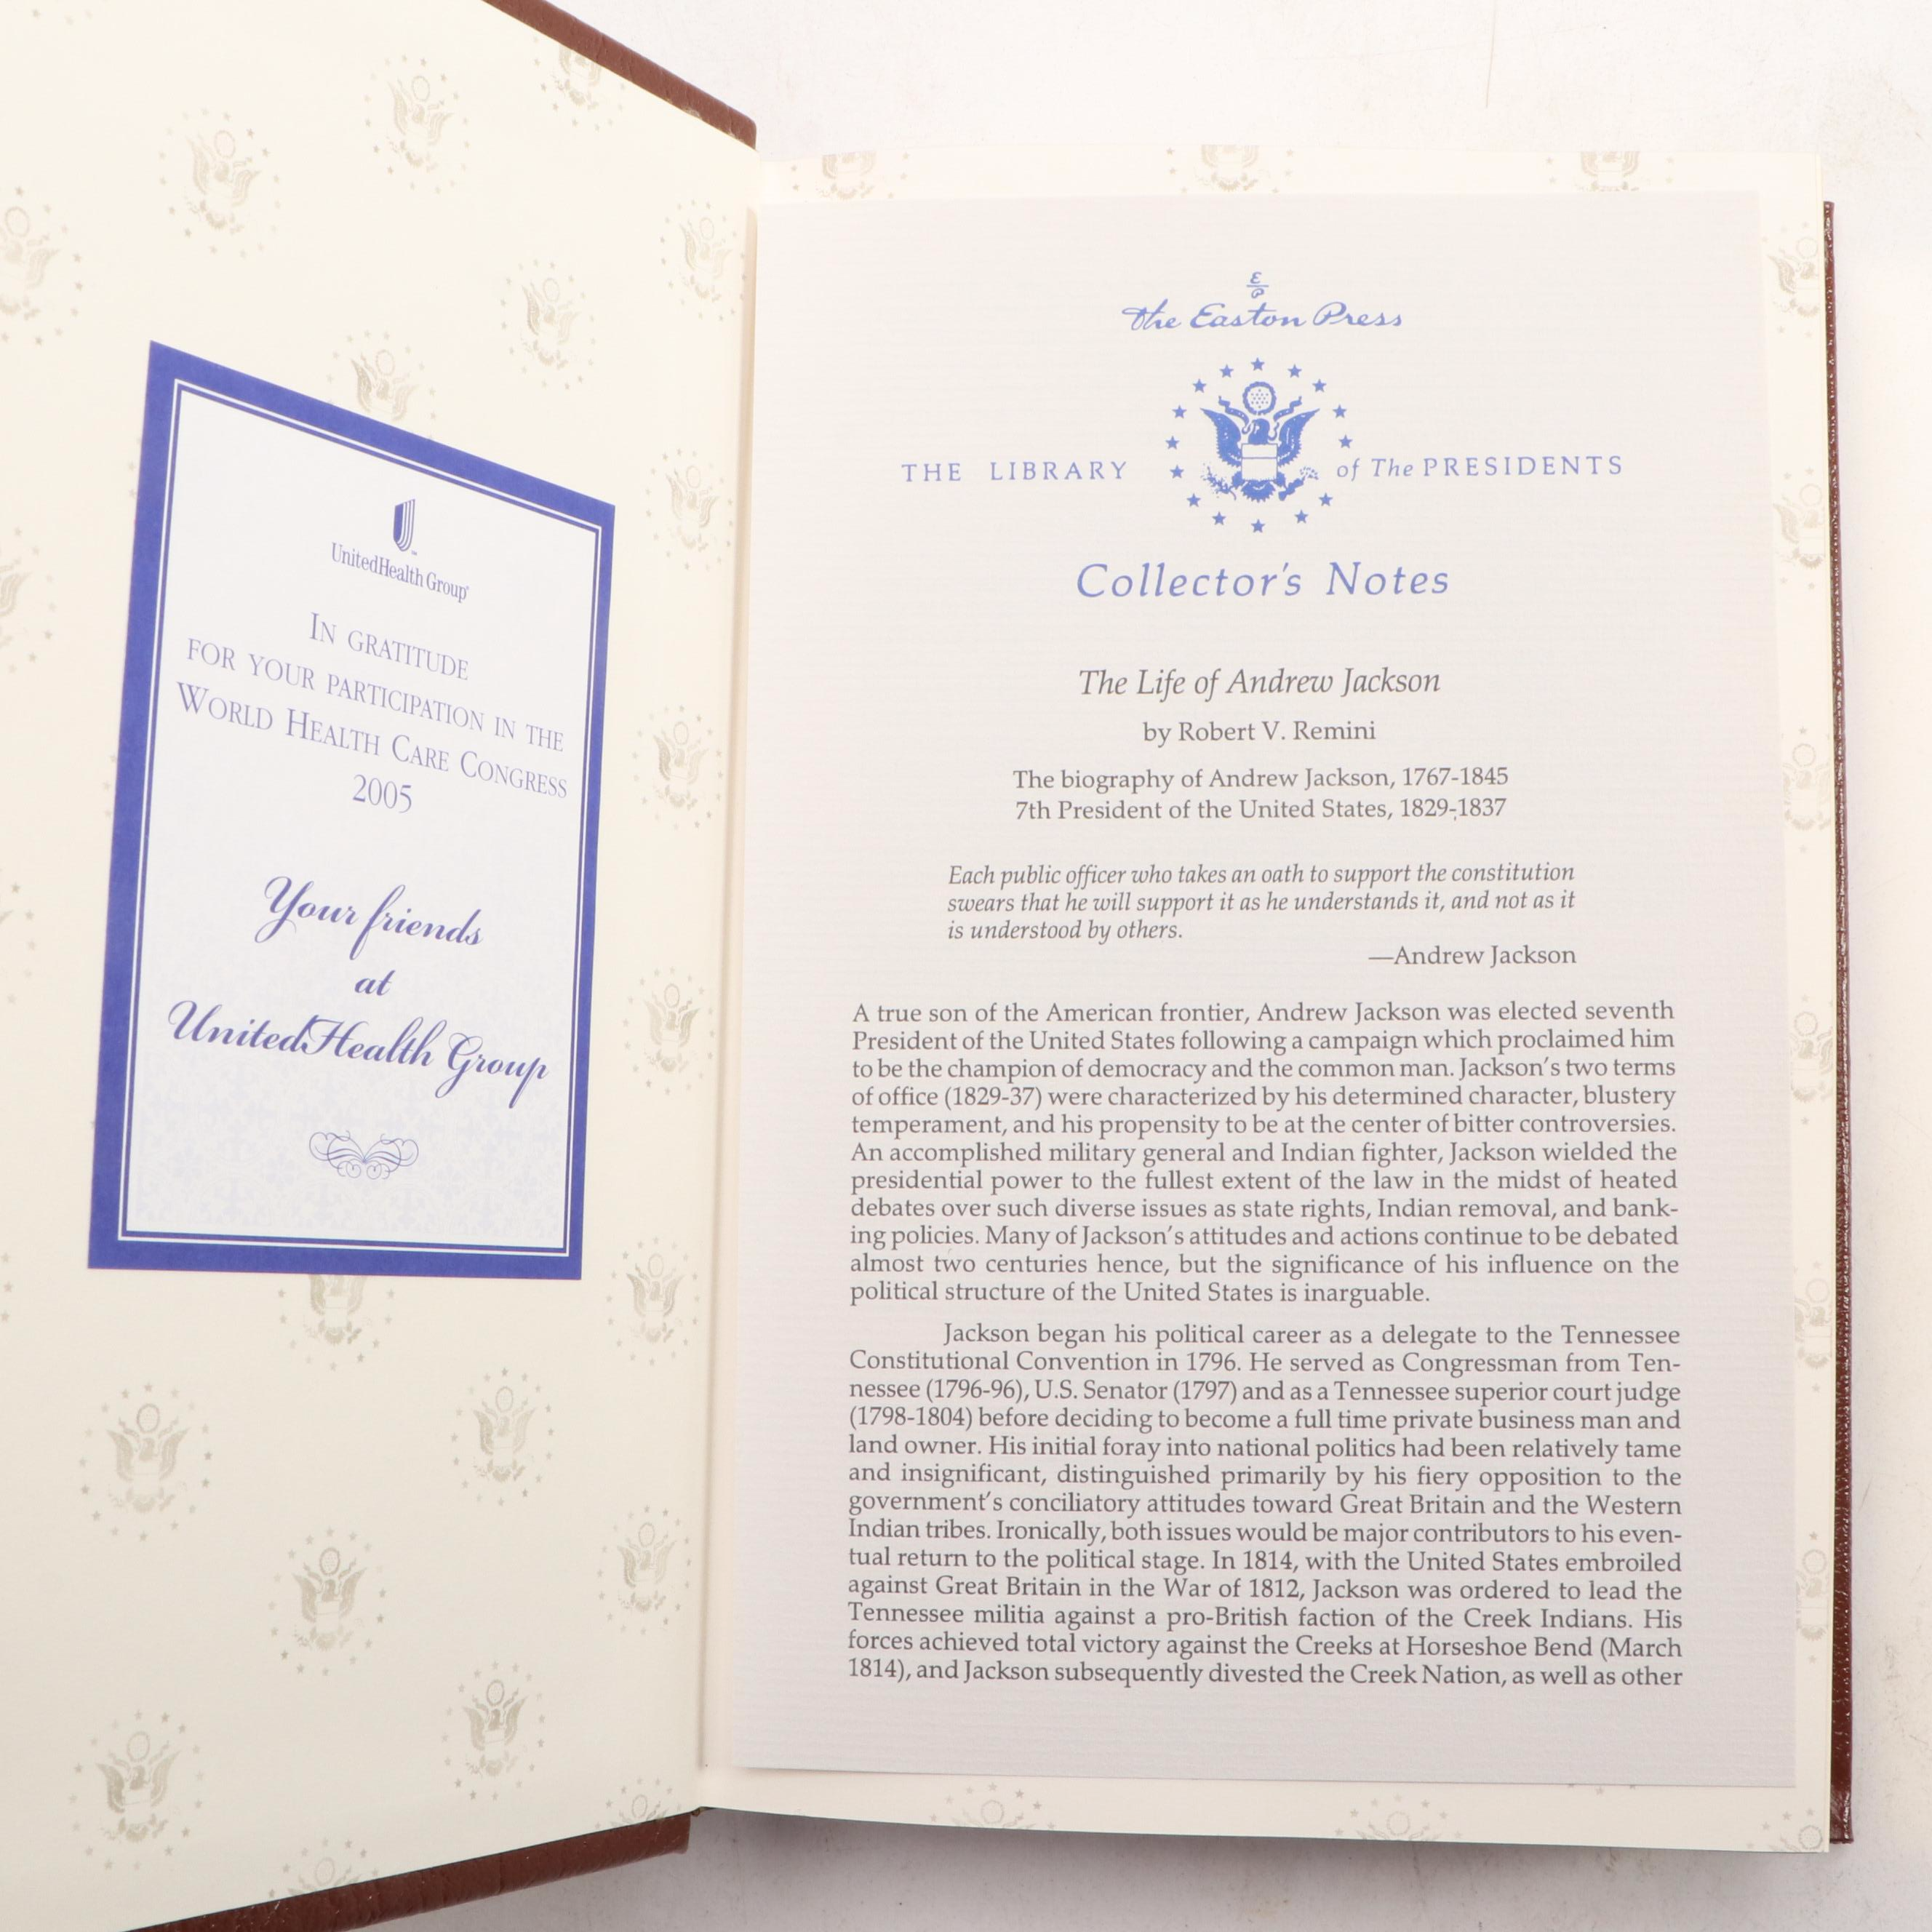 UnitedHealth Group®
IN GRATITUDE
FOR YOUR PARTICIPATION IN THE
WORLD HEALTH CARE CONGRESS
2005
Your friends
at
UnitedHealth Group
E
P
The Easton Press
THE LIBRARY of The PRESIDENTS
Collector's Notes
The Life of Andrew Jackson
by Robert V. Remini
The biography of Andrew Jackson, 1767-1845
7th President of the United States, 1829-1837
Each public officer who takes an oath to support the constitution
swears that he will support it as he understands it, and not as it
is understood by others.
—Andrew Jackson
A true son of the American frontier, Andrew Jackson was elected seventh
President of the United States following a campaign which proclaimed him
to be the champion of democracy and the common man. Jackson's two terms
of office (1829-37) were characterized by his determined character, blustery
temperament, and his propensity to be at the center of bitter controversies.
An accomplished military general and Indian fighter, Jackson wielded the
presidential power to the fullest extent of the law in the midst of heated
debates over such diverse issues as state rights, Indian removal, and bank-
ing policies. Many of Jackson's attitudes and actions continue to be debated
almost two centuries hence, but the significance of his influence on the
political structure of the United States is inarguable.
Jackson began his political career as a delegate to the Tennessee
Constitutional Convention in 1796. He served as Congressman from Ten-
nessee (1796-96), U.S. Senator (1797) and as a Tennessee superior court judge
(1798-1804) before deciding to become a full time private business man and
land owner. His initial foray into national politics had been relatively tame
and insignificant, distinguished primarily by his fiery opposition to the
government's conciliatory attitudes toward Great Britain and the Western
Indian tribes. Ironically, both issues would be major contributors to his even-
tual return to the political stage. In 1814, with the United States embroiled
against Great Britain in the War of 1812, Jackson was ordered to lead the
Tennessee militia against a pro-British faction of the Creek Indians. His
forces achieved total victory against the Creeks at Horseshoe Bend (March
1814), and Jackson subsequently divested the Creek Nation, as well as other